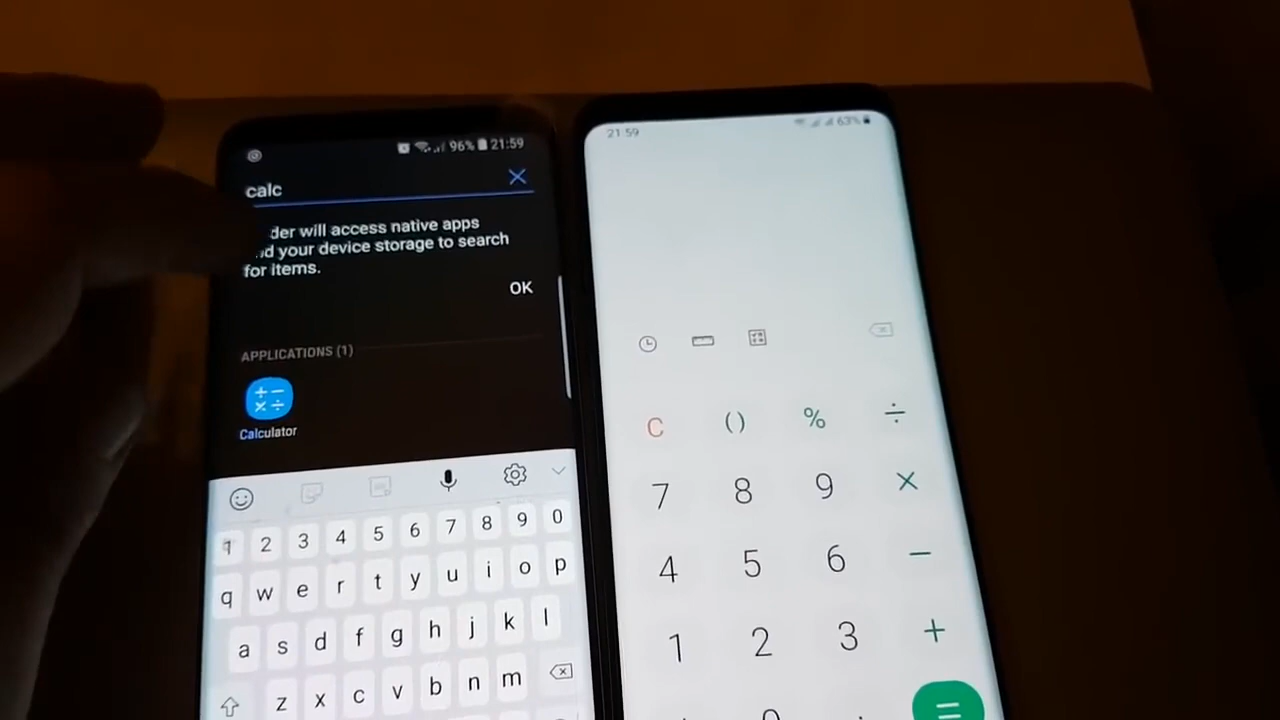 96% 21:59
calc
der will access native apps
d your device storage to search
for items.
OK
APPLICATIONS (1)
Calculator
1 2 3 4 5 6 7 8 9 0
q w e r t y u i o p
a s d f g h j k l
z x c v b n m
21:59 63%
C ( ) % ÷
7 8 9 ×
4 5 6 −
1 2 3 +
0 =